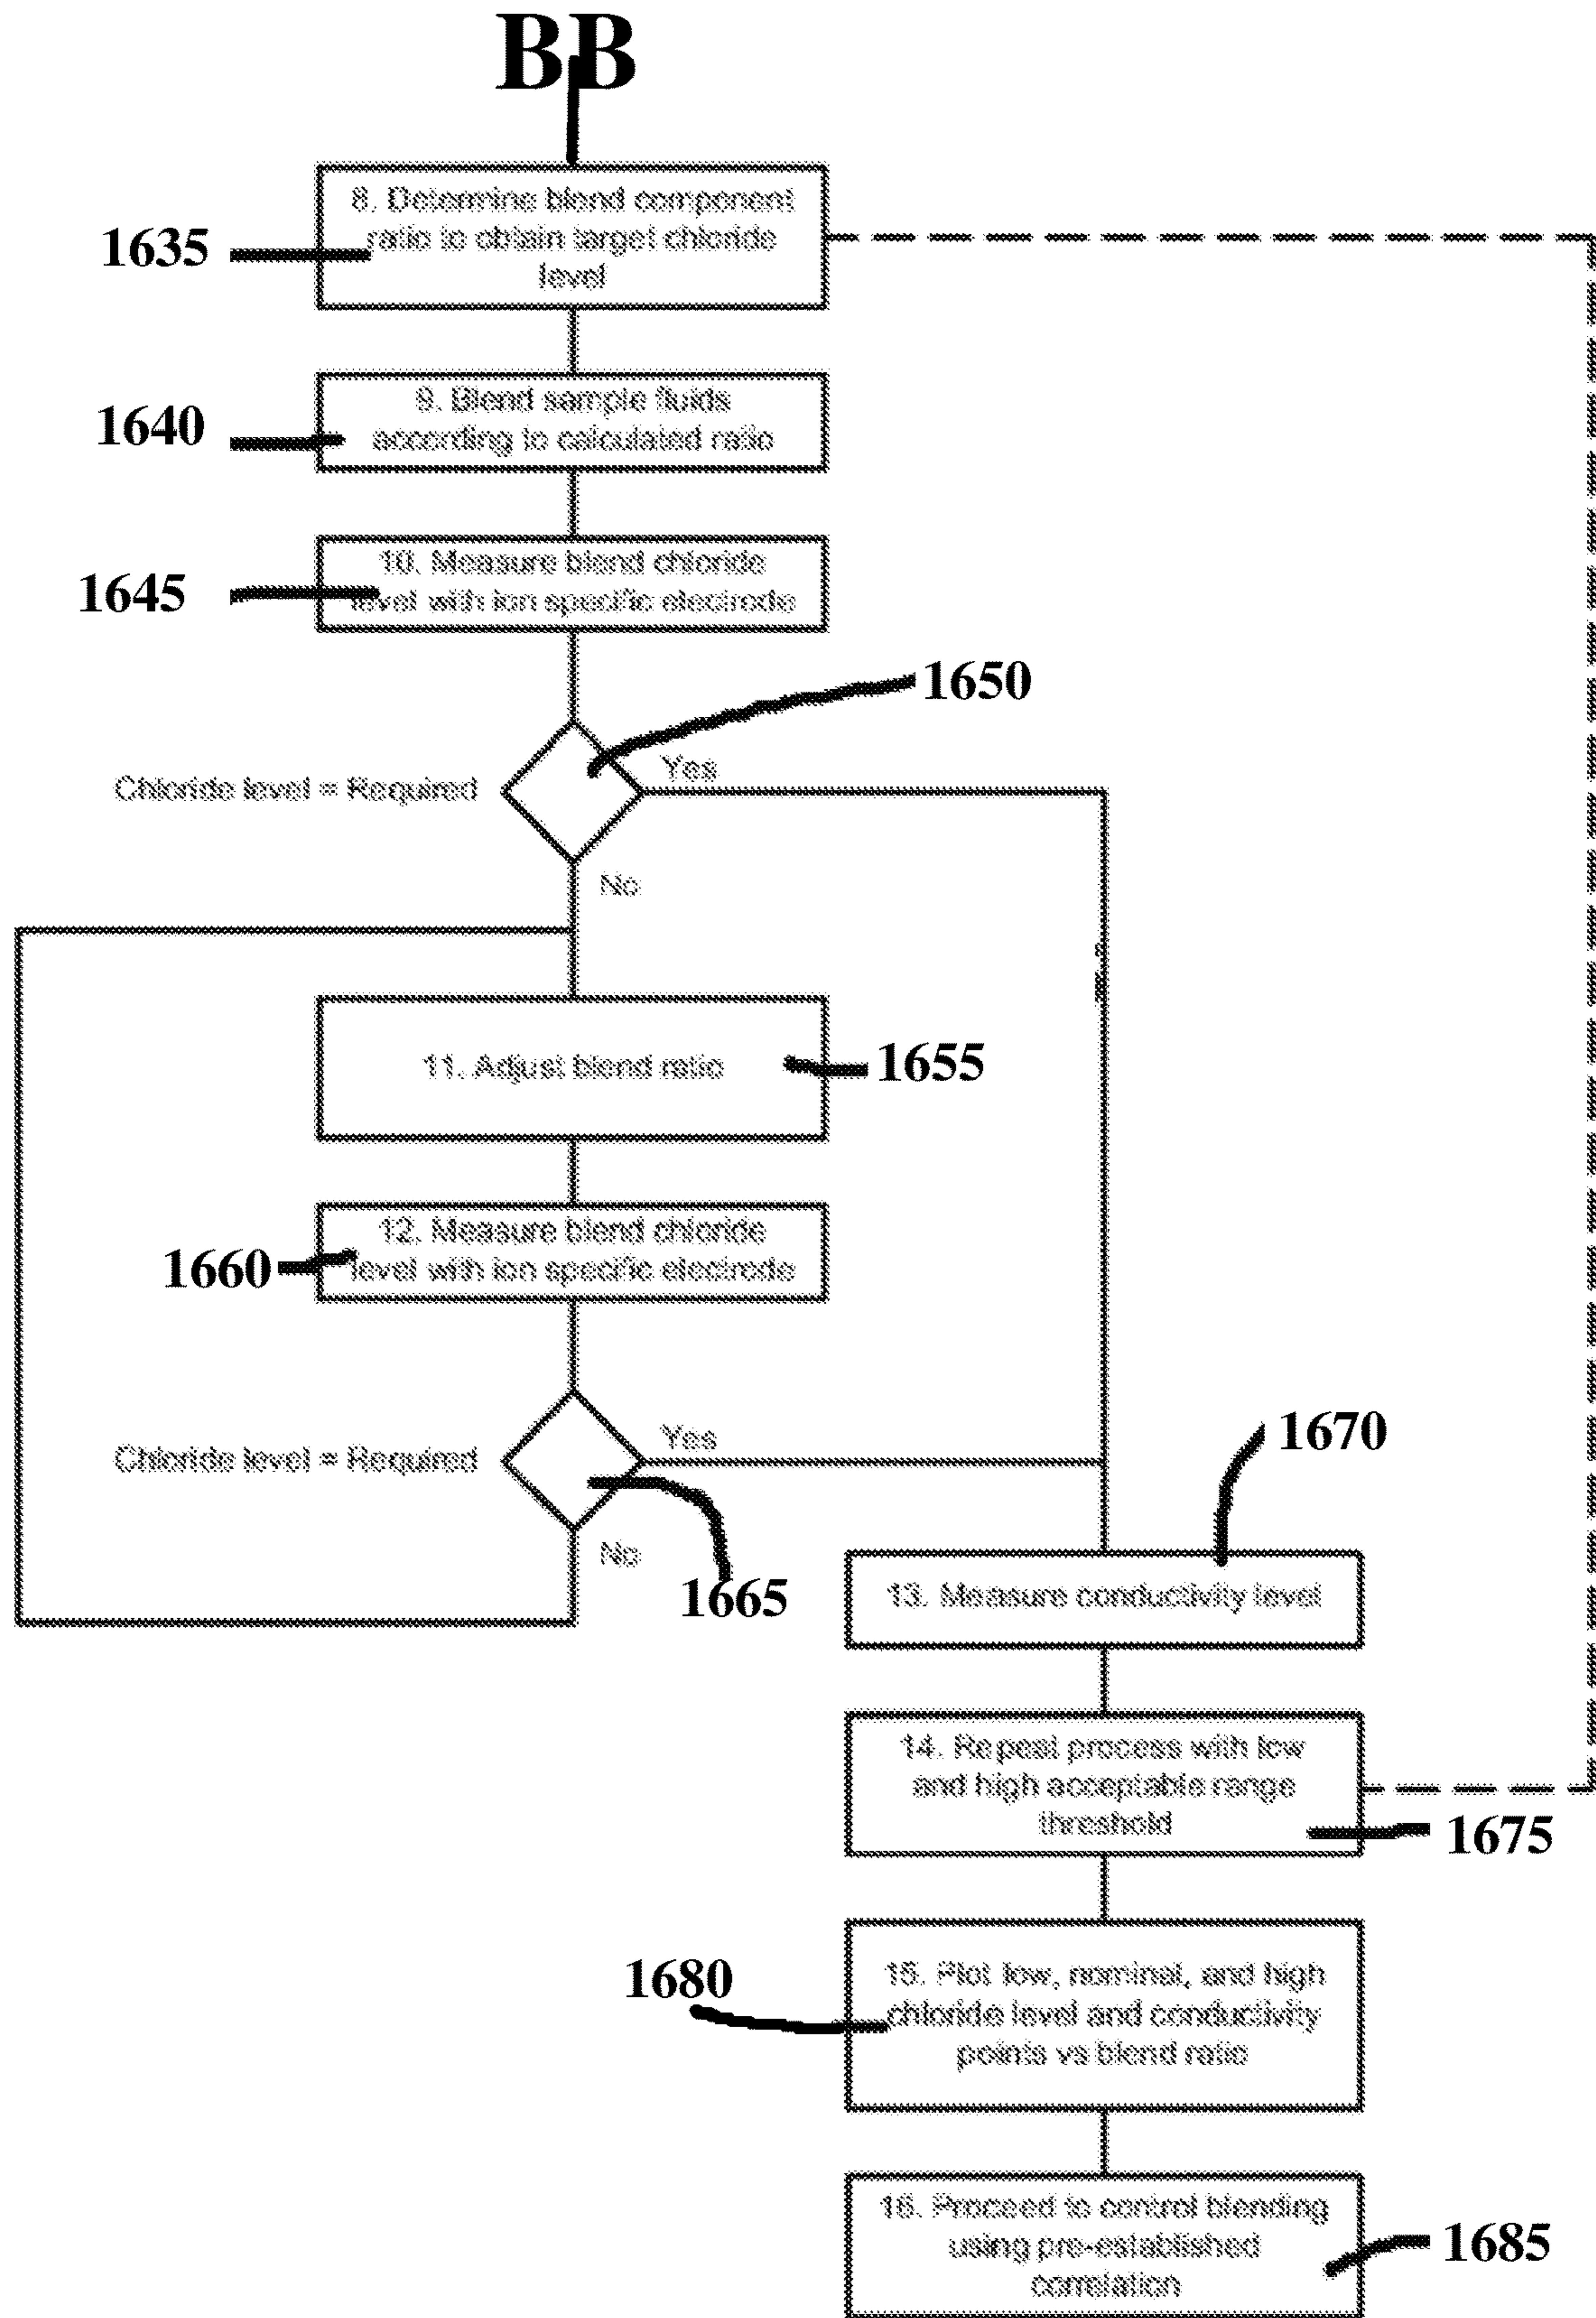 BB
8. Determine blend component
ratio to obtain target chloride
level
1635
9. Blend sample fluids
according to calculated ratio
1640
10. Measure blend chloride
level with ion specific electrode
1645
1650
Chloride level = Required
Yes
No
11. Adjust blend ratio
1655
12. Measure blend chloride
level with ion specific electrode
1660
Chloride level = Required
Yes
No
1665
1670
13. Measure conductivity level
14. Repeat process with low
and high acceptable range
threshold
1675
1680
15. Plot low, nominal, and high
chloride level and conductivity
points vs blend ratio
16. Proceed to control blending
using pre-established
correlation
1685